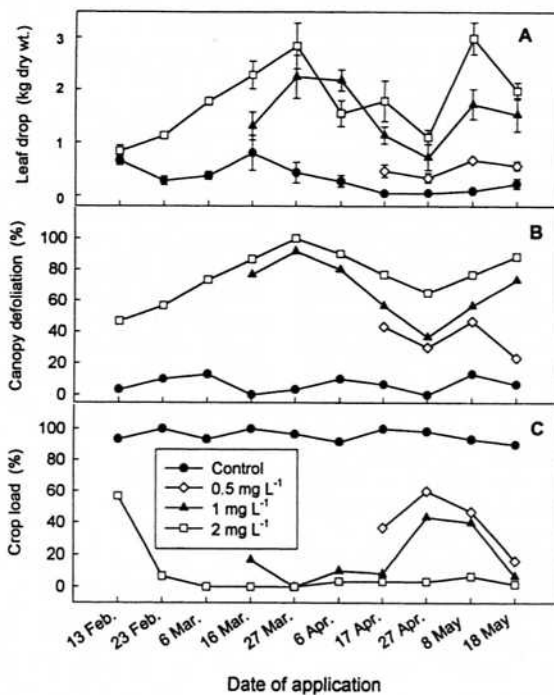 A
Leaf drop (kg dry wt.)
3
2
1
0
B
Canopy defoliation (%)
100
80
60
40
20
0
C
Crop load (%)
100
80
60
40
20
0
Control
0.5 mg L⁻¹
1 mg L⁻¹
2 mg L⁻¹
13 Feb.
23 Feb.
6 Mar.
16 Mar.
27 Mar.
6 Apr.
17 Apr.
27 Apr.
8 May
18 May
Date of application